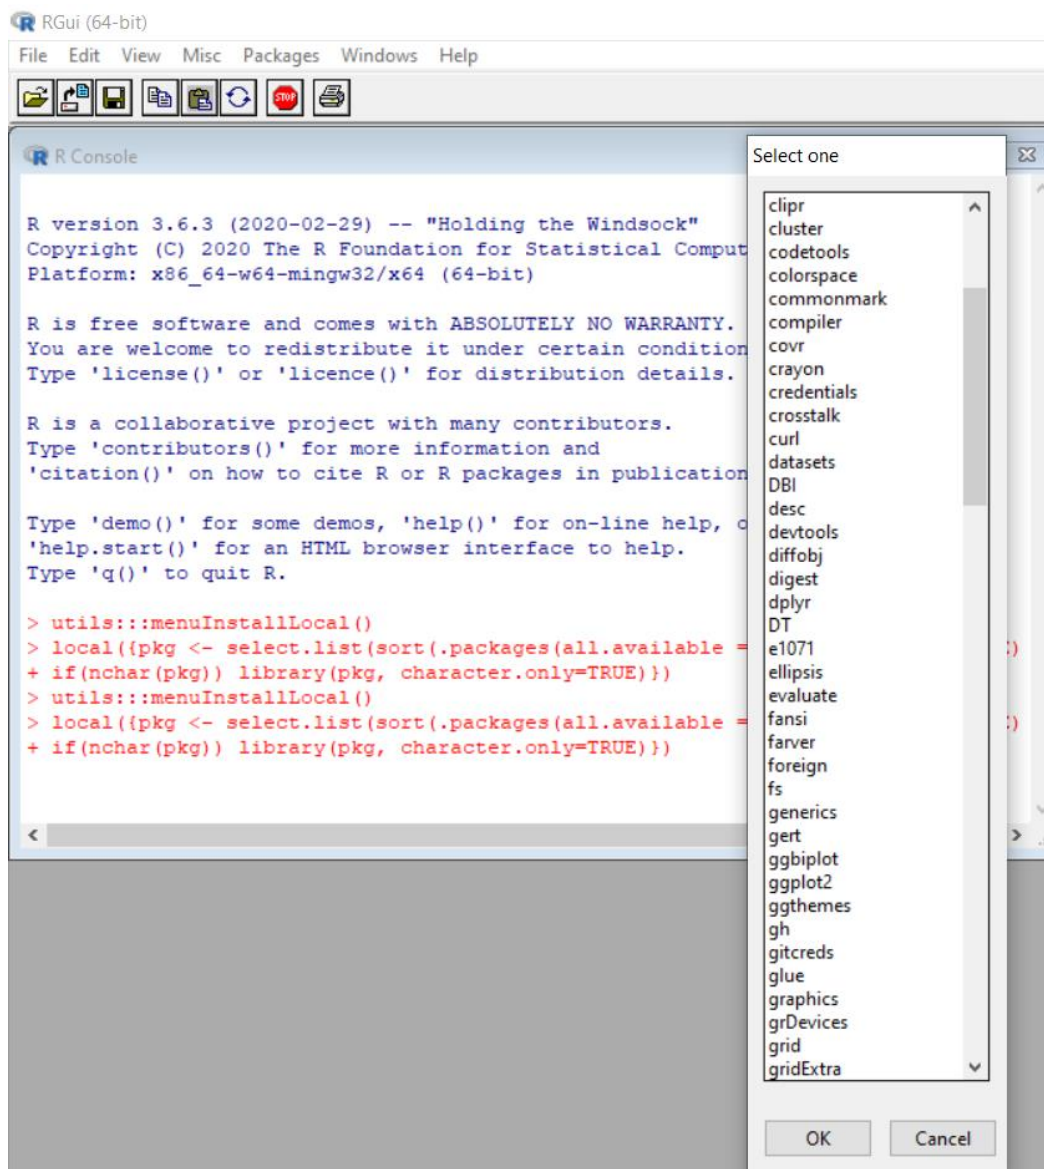 RGui (64-bit)
File Edit View Misc Packages Windows Help
STOP
R Console
R version 3.6.3 (2020-02-29) -- "Holding the Windsock"
Copyright (C) 2020 The R Foundation for Statistical Comput
Platform: x86_64-w64-mingw32/x64 (64-bit)
R is free software and comes with ABSOLUTELY NO WARRANTY.
You are welcome to redistribute it under certain condition
Type 'license()' or 'licence()' for distribution details.
R is a collaborative project with many contributors.
Type 'contributors()' for more information and
'citation()' on how to cite R or R packages in publication
Type 'demo()' for some demos, 'help()' for on-line help, o
'help.start()' for an HTML browser interface to help.
Type 'q()' to quit R.
> utils:::menuInstallLocal()
> local({pkg <- select.list(sort(.packages(all.available =
+ if(nchar(pkg)) library(pkg, character.only=TRUE)})
> utils:::menuInstallLocal()
> local({pkg <- select.list(sort(.packages(all.available =
+ if(nchar(pkg)) library(pkg, character.only=TRUE)})
Select one
clipr
cluster
codetools
colorspace
commonmark
compiler
covr
crayon
credentials
crosstalk
curl
datasets
DBI
desc
devtools
diffobj
digest
dplyr
DT
e1071
ellipsis
evaluate
fansi
farver
foreign
fs
generics
gert
ggbiplot
ggplot2
ggthemes
gh
gitcreds
glue
graphics
grDevices
grid
gridExtra
OK Cancel